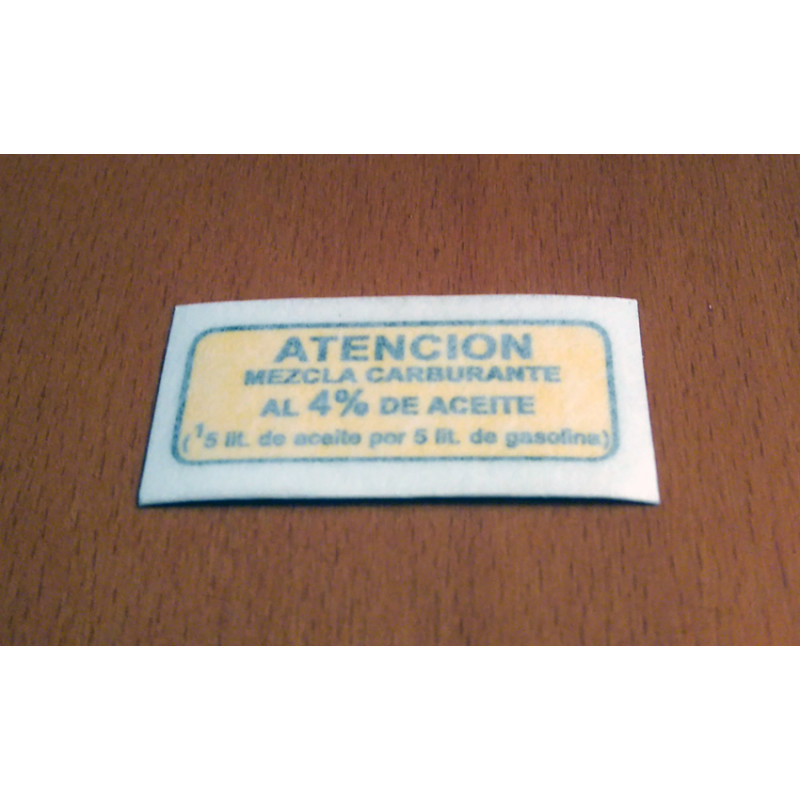 ATENCION
MEZCLA CARBURANTE
AL 4% DE ACEITE
(¹5 lit. de aceite por 5 lit. de gasolina)